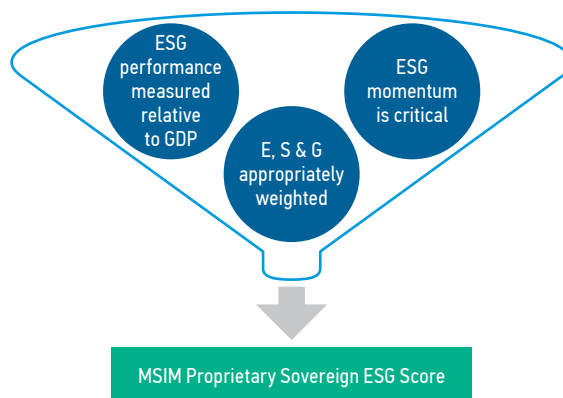 ESG
performance
measured
relative
to GDP
ESG
momentum
is critical
E, S & G
appropriately
weighted
MSIM Proprietary Sovereign ESG Score